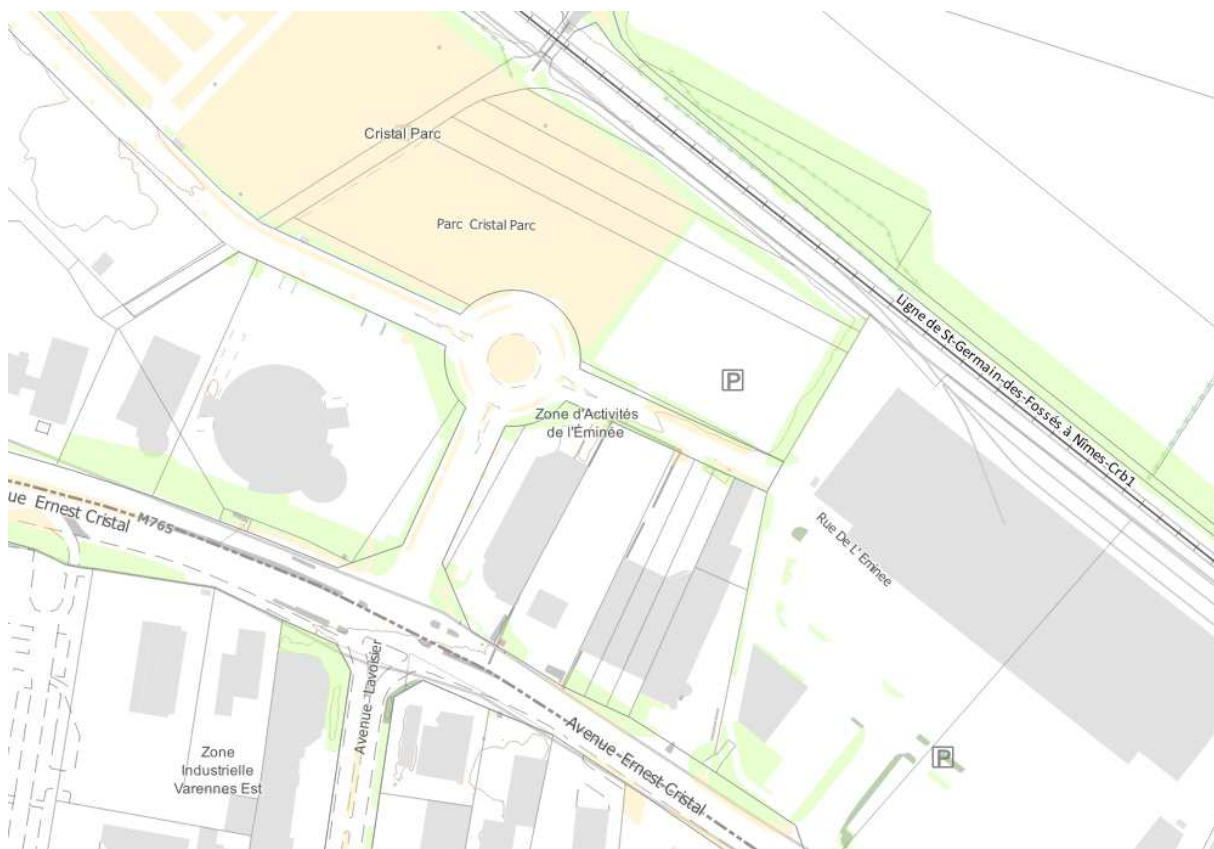 Cristal Parc
Parc Cristal Parc
Ligne de St-Germain-des-Fossés à Nîmes-Crb1
P
Zone d'Activités
de l'Éminée
ue Ernest Cristal
M765
Rue De L' Eminée
Avenue Lavoisier
Avenue Ernest Cristal
Zone
Industrielle
Varennes Est
P